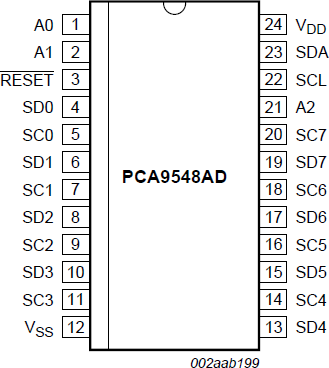 A0 1 24 VDD
A1 2 23 SDA
RESET 3 22 SCL
SD0 4 21 A2
SC0 5 20 SC7
SD1 6 19 SD7
PCA9548AD
SC1 7 18 SC6
SD2 8 17 SD6
SC2 9 16 SC5
SD3 10 15 SD5
SC3 11 14 SC4
VSS 12 13 SD4
002aab199